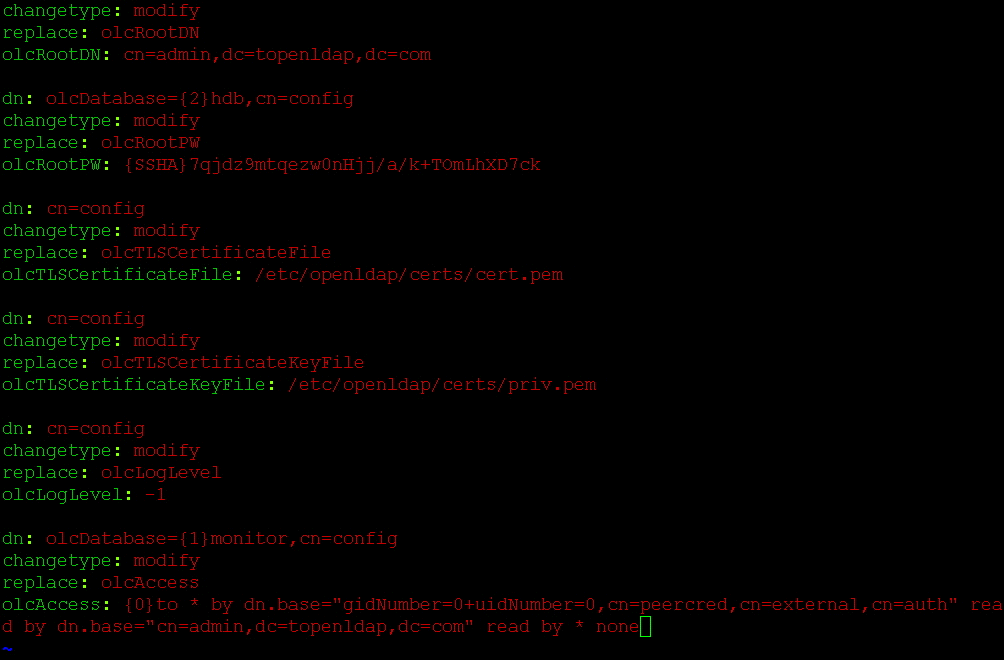 changetype: modify
replace: olcRootDN
olcRootDN: cn=admin,dc=topenldap,dc=com
dn: olcDatabase={2}hdb,cn=config
changetype: modify
replace: olcRootPW
olcRootPW: {SSHA}7qjdz9mtqezw0nHjj/a/k+TOmLhXD7ck
dn: cn=config
changetype: modify
replace: olcTLSCertificateFile
olcTLSCertificateFile: /etc/openldap/certs/cert.pem
dn: cn=config
changetype: modify
replace: olcTLSCertificateKeyFile
olcTLSCertificateKeyFile: /etc/openldap/certs/priv.pem
dn: cn=config
changetype: modify
replace: olcLogLevel
olcLogLevel: -1
dn: olcDatabase={1}monitor,cn=config
changetype: modify
replace: olcAccess
olcAccess: {0}to * by dn.base="gidNumber=0+uidNumber=0,cn=peercred,cn=external,cn=auth" rea
d by dn.base="cn=admin,dc=topenldap,dc=com" read by * none
~